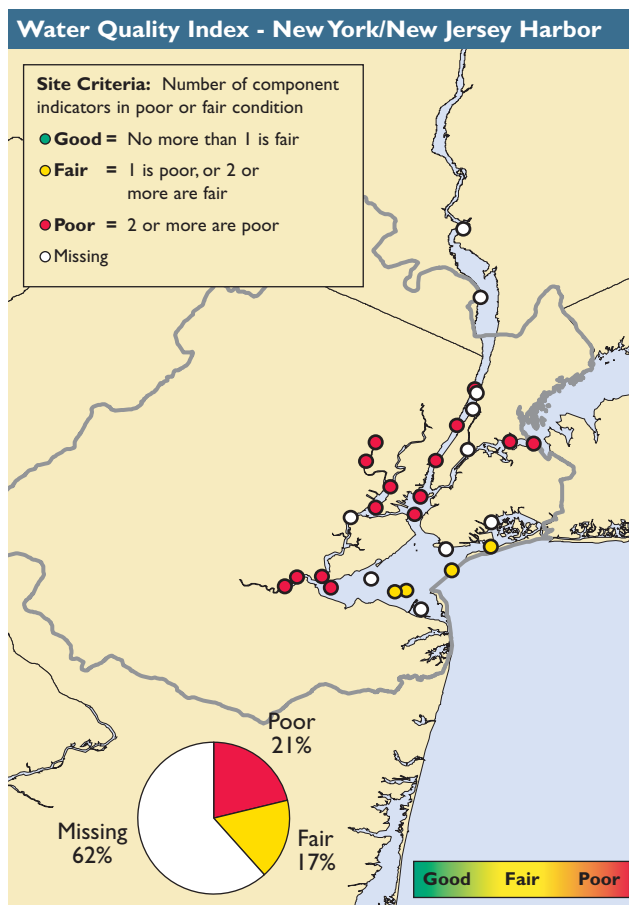 Water Quality Index - New York/New Jersey Harbor
Site Criteria: Number of component
indicators in poor or fair condition
Good = No more than 1 is fair
Fair = 1 is poor, or 2 or
more are fair
Poor = 2 or more are poor
Missing
Poor
21%
Missing
62%
Fair
17%
Good Fair Poor